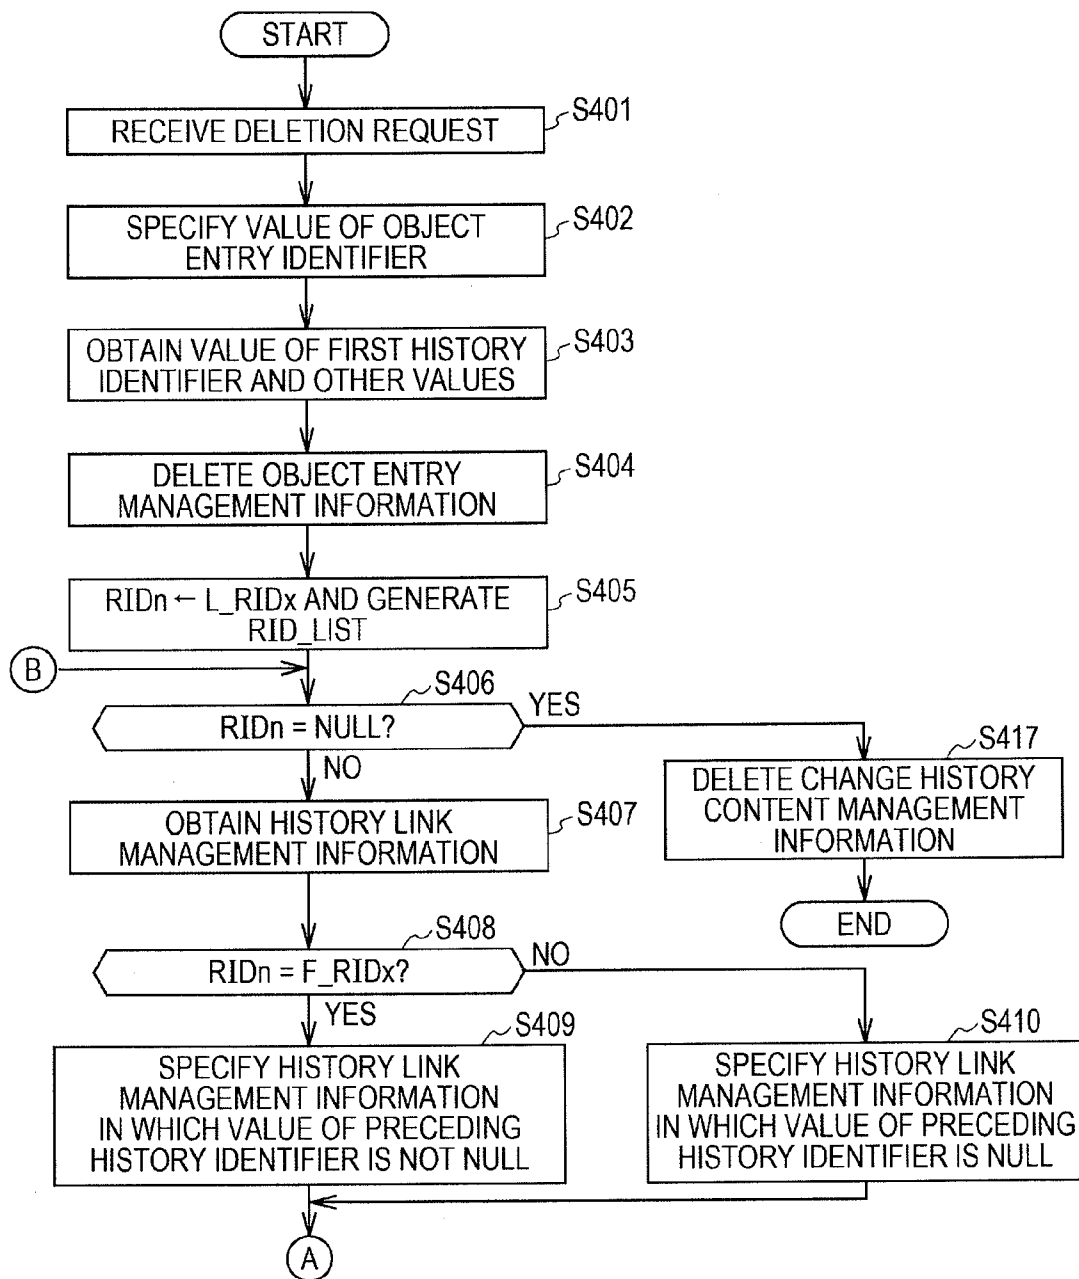 START
RECEIVE DELETION REQUEST
S401
SPECIFY VALUE OF OBJECT
ENTRY IDENTIFIER
S402
OBTAIN VALUE OF FIRST HISTORY
IDENTIFIER AND OTHER VALUES
S403
DELETE OBJECT ENTRY
MANAGEMENT INFORMATION
S404
RIDn ← L_RIDx AND GENERATE
RID_LIST
S405
B
S406
RIDn = NULL?
YES
NO
S417
DELETE CHANGE HISTORY
CONTENT MANAGEMENT
INFORMATION
END
OBTAIN HISTORY LINK
MANAGEMENT INFORMATION
S407
S408
RIDn = F_RIDx?
NO
YES
S409
SPECIFY HISTORY LINK
MANAGEMENT INFORMATION
IN WHICH VALUE OF PRECEDING
HISTORY IDENTIFIER IS NOT NULL
S410
SPECIFY HISTORY LINK
MANAGEMENT INFORMATION
IN WHICH VALUE OF PRECEDING
HISTORY IDENTIFIER IS NULL
A